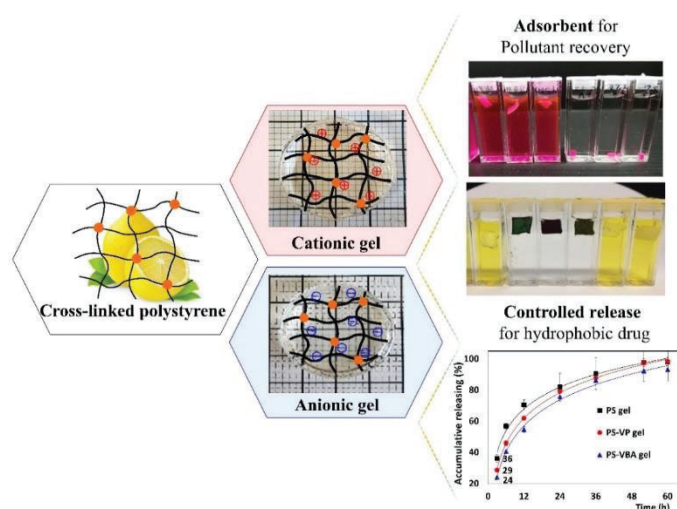 Adsorbent for
Pollutant recovery
Cationic gel
Cross-linked polystyrene
Anionic gel
Controlled release
for hydrophobic drug
Accumulative releasing (%)
100
80
60
40
20
36
29
24
PS gel
PS-VP gel
PS-VBA gel
0 12 24 36 48 60
Time (h)